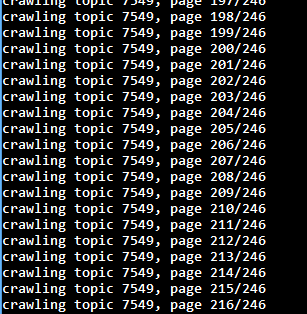 crawling topic 7549, page 197/246
crawling topic 7549, page 198/246
crawling topic 7549, page 199/246
crawling topic 7549, page 200/246
crawling topic 7549, page 201/246
crawling topic 7549, page 202/246
crawling topic 7549, page 203/246
crawling topic 7549, page 204/246
crawling topic 7549, page 205/246
crawling topic 7549, page 206/246
crawling topic 7549, page 207/246
crawling topic 7549, page 208/246
crawling topic 7549, page 209/246
crawling topic 7549, page 210/246
crawling topic 7549, page 211/246
crawling topic 7549, page 212/246
crawling topic 7549, page 213/246
crawling topic 7549, page 214/246
crawling topic 7549, page 215/246
crawling topic 7549, page 216/246